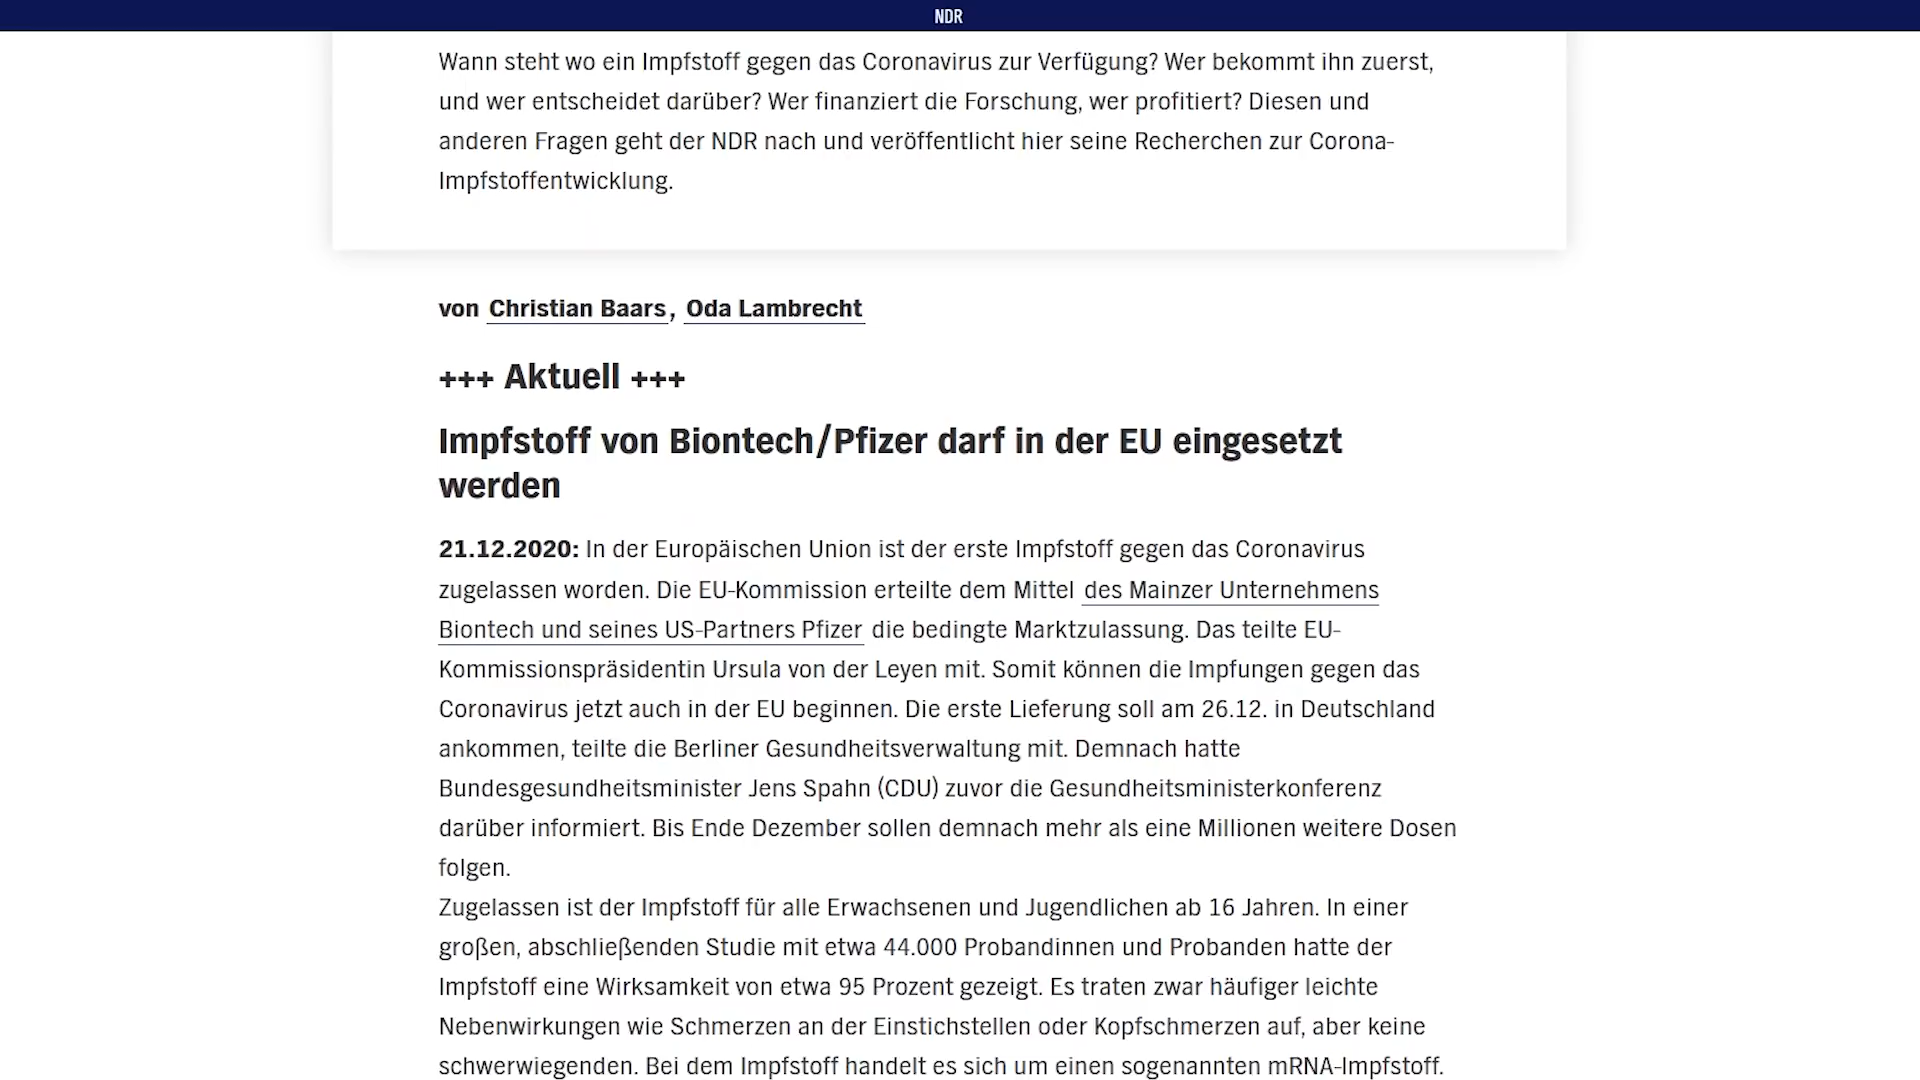 NDR
Wann steht wo ein Impfstoff gegen das Coronavirus zur Verfügung? Wer bekommt ihn zuerst,
und wer entscheidet darüber? Wer finanziert die Forschung, wer profitiert? Diesen und
anderen Fragen geht der NDR nach und veröffentlicht hier seine Recherchen zur Corona-
Impfstoffentwicklung.
von Christian Baars, Oda Lambrecht
+++ Aktuell +++
Impfstoff von Biontech/Pfizer darf in der EU eingesetzt
werden
21.12.2020: In der Europäischen Union ist der erste Impfstoff gegen das Coronavirus
zugelassen worden. Die EU-Kommission erteilte dem Mittel des Mainzer Unternehmens
Biontech und seines US-Partners Pfizer die bedingte Marktzulassung. Das teilte EU-
Kommissionspräsidentin Ursula von der Leyen mit. Somit können die Impfungen gegen das
Coronavirus jetzt auch in der EU beginnen. Die erste Lieferung soll am 26.12. in Deutschland
ankommen, teilte die Berliner Gesundheitsverwaltung mit. Demnach hatte
Bundesgesundheitsminister Jens Spahn (CDU) zuvor die Gesundheitsministerkonferenz
darüber informiert. Bis Ende Dezember sollen demnach mehr als eine Millionen weitere Dosen
folgen.
Zugelassen ist der Impfstoff für alle Erwachsenen und Jugendlichen ab 16 Jahren. In einer
großen, abschließenden Studie mit etwa 44.000 Probandinnen und Probanden hatte der
Impfstoff eine Wirksamkeit von etwa 95 Prozent gezeigt. Es traten zwar häufiger leichte
Nebenwirkungen wie Schmerzen an der Einstichstellen oder Kopfschmerzen auf, aber keine
schwerwiegenden. Bei dem Impfstoff handelt es sich um einen sogenannten mRNA-Impfstoff.